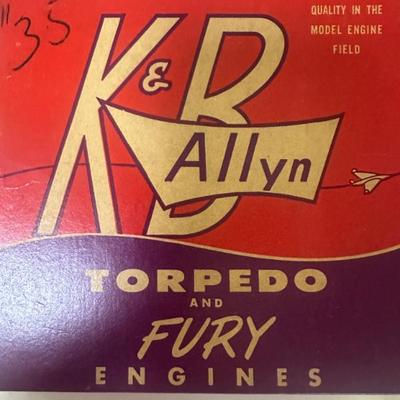 "35
QUALITY IN THE
MODEL ENGINE
FIELD
K&B
Allyn
TORPEDO
AND
FURY
ENGINES